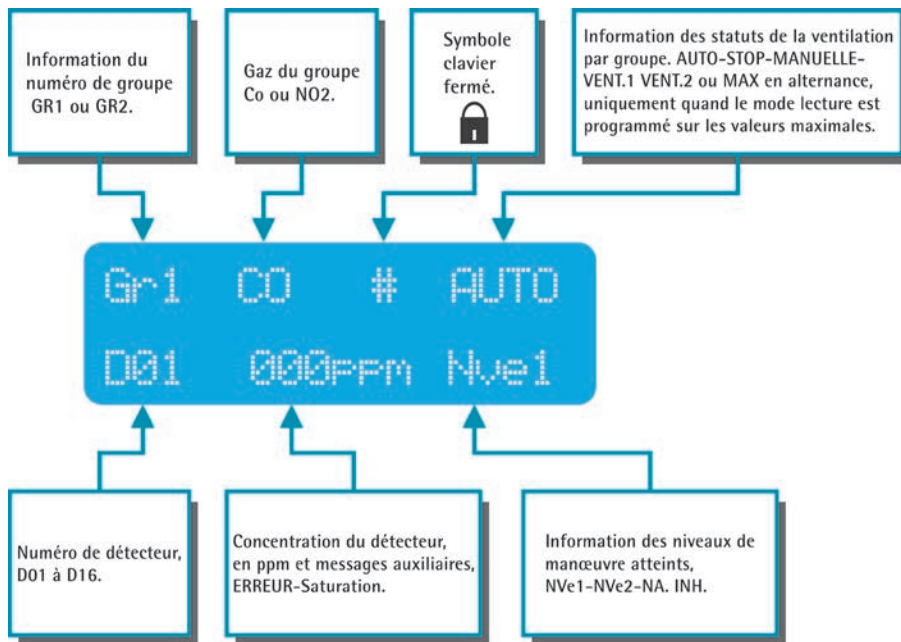 Information du
numéro de groupe
GR1 ou GR2.
Gaz du groupe
Co ou NO2.
Symbole
clavier
fermé.
Information des statuts de la ventilation
par groupe. AUTO-STOP-MANUELLE-
VENT.1 VENT.2 ou MAX en alternance,
uniquement quand le mode lecture est
programmé sur les valeurs maximales.
Gr1 CO # AUTO
D01 000ppm Nve1
Numéro de détecteur,
D01 à D16.
Concentration du détecteur,
en ppm et messages auxiliaires,
ERREUR-Saturation.
Information des niveaux de
manœuvre atteints,
NVe1-NVe2-NA. INH.